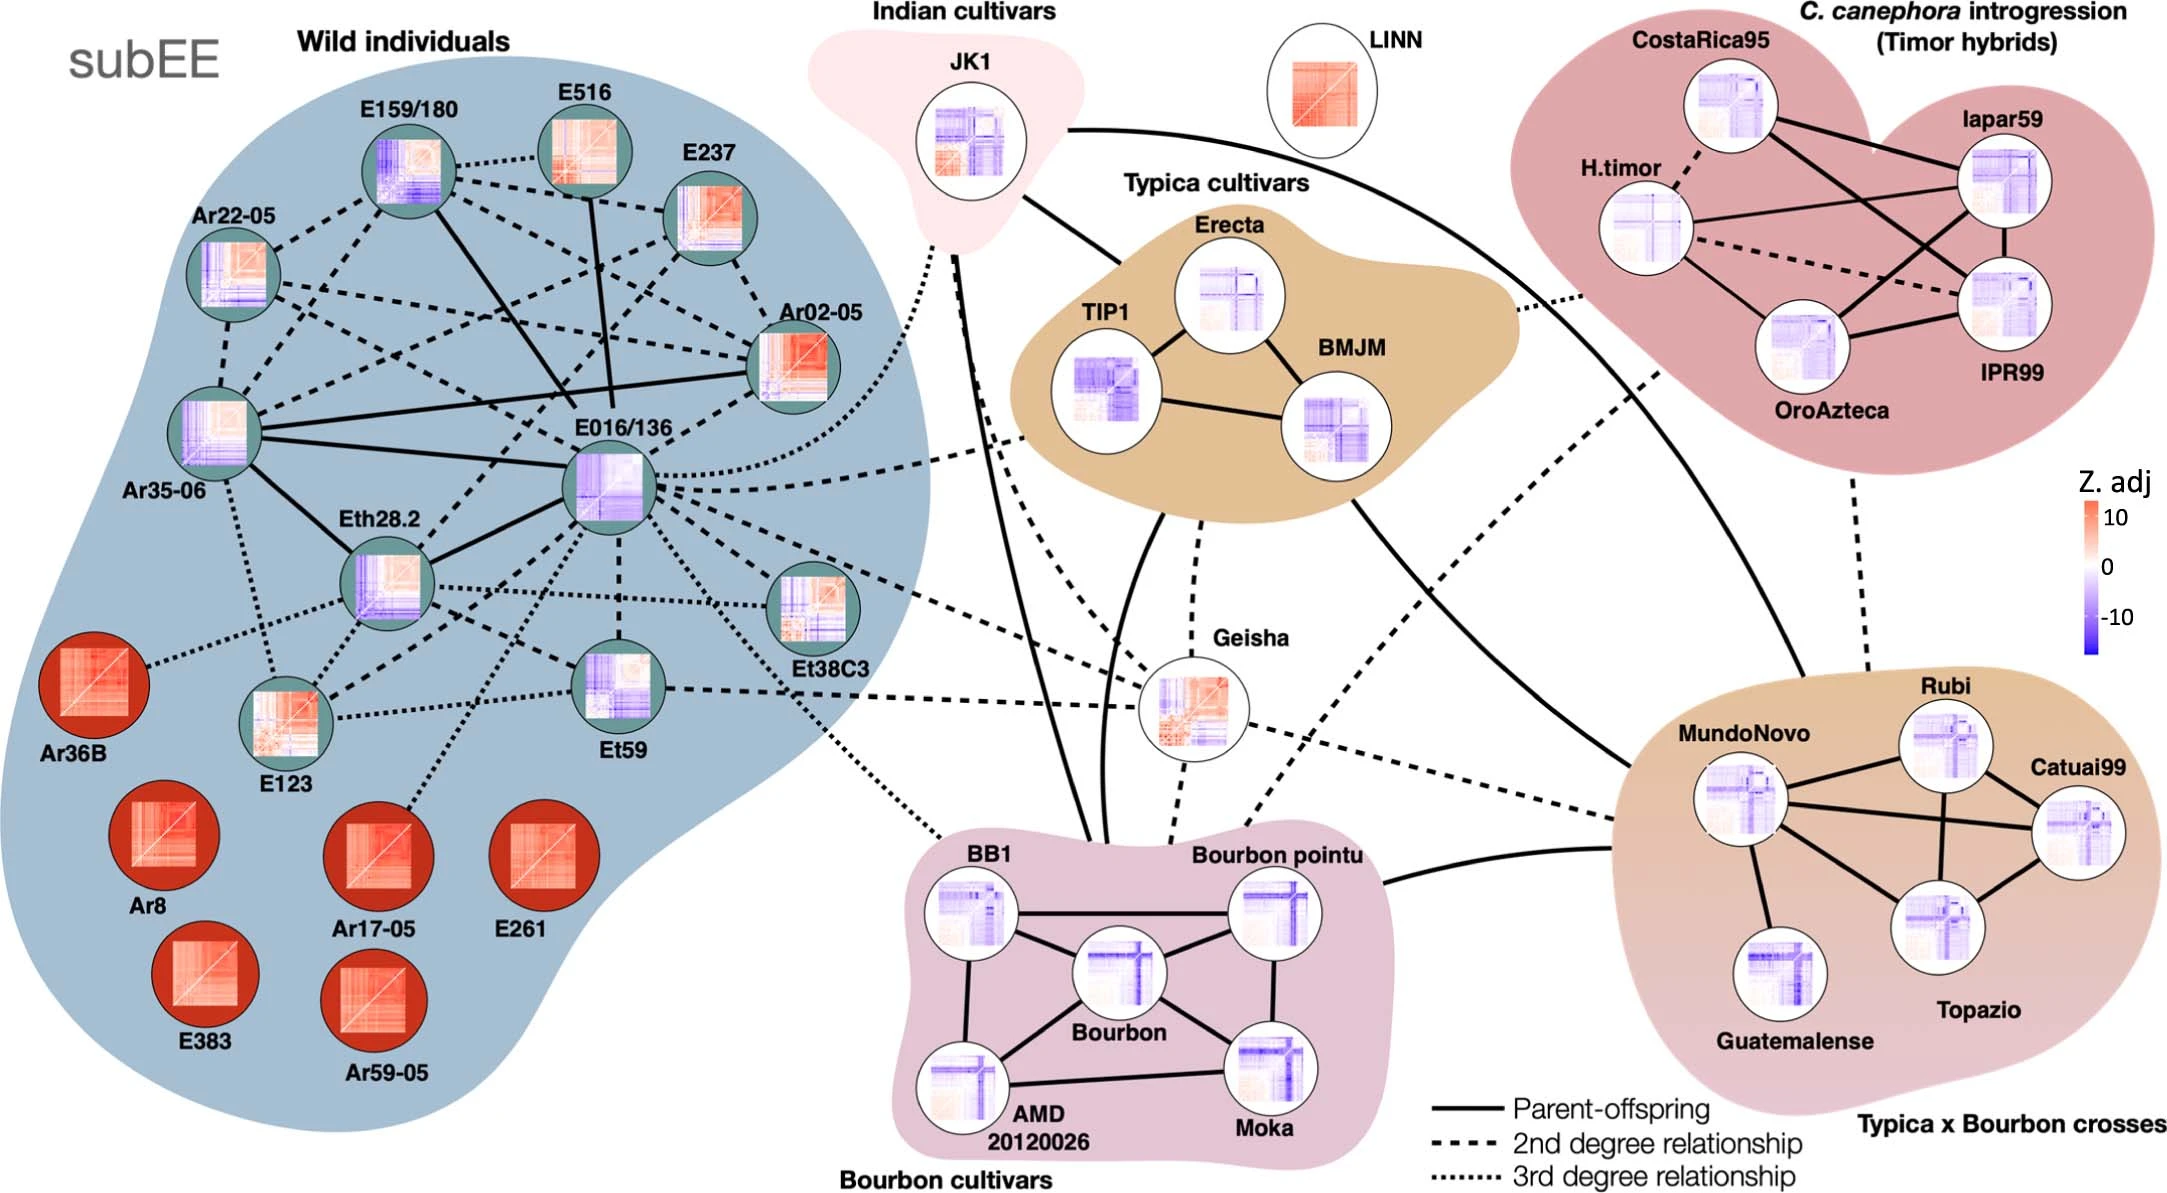 subEE
Wild individuals
E159/180
E516
E237
Ar22-05
Ar02-05
E016/136
Ar35-06
Eth28.2
Et38C3
Ar36B
E123
Et59
Ar8
Ar17-05
E261
E383
Ar59-05
Indian cultivars
JK1
LINN
Typica cultivars
Erecta
TIP1
BMJM
Geisha
C. canephora introgression
(Timor hybrids)
CostaRica95
Iapar59
H.timor
IPR99
OroAzteca
Z. adj
10
0
-10
Rubi
MundoNovo
Catuai99
Topazio
Guatemalense
Typica x Bourbon crosses
BB1
Bourbon pointu
Bourbon
AMD
20120026
Moka
Bourbon cultivars
Parent-offspring
2nd degree relationship
3rd degree relationship